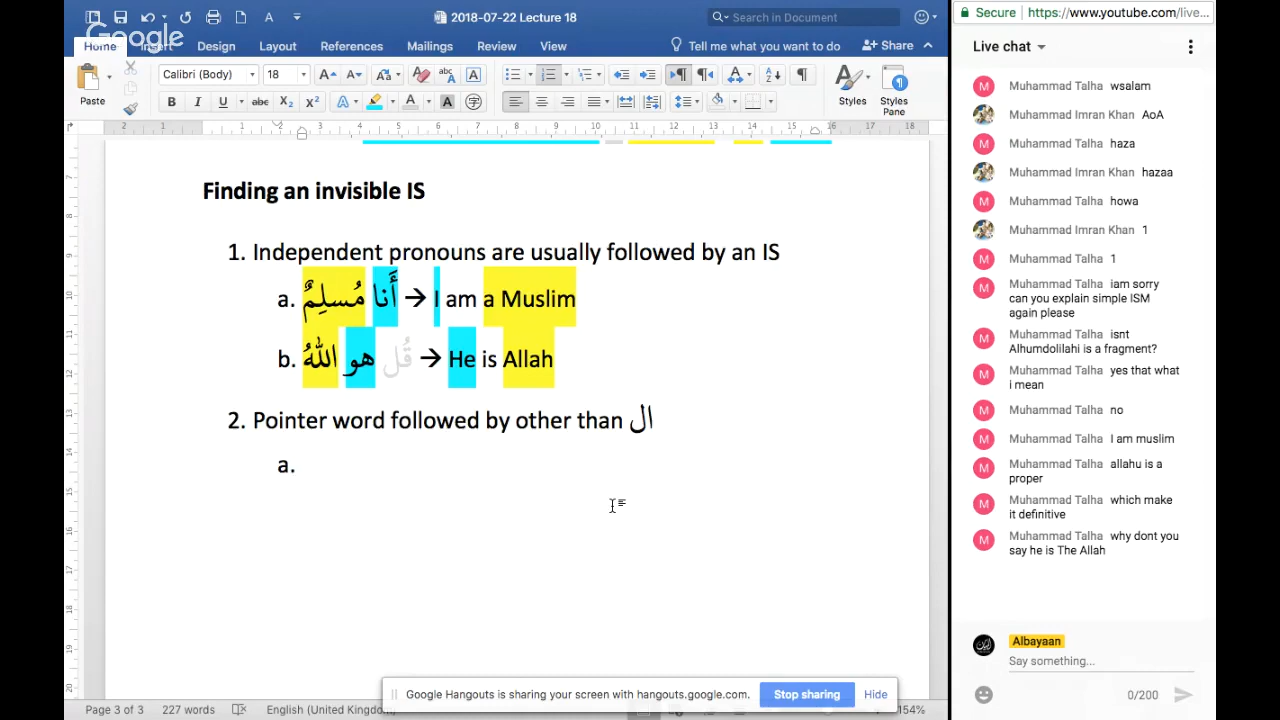 2018-07-22 Lecture 18
Search in Document
Google
Home Insert Design Layout References Mailings Review View
Tell me what you want to do
Share
Paste
Calibri (Body) 18
Styles
Styles Pane
Finding an invisible IS
1. Independent pronouns are usually followed by an IS
a. أَنا مُسلِمٌ → I am a Muslim
b. قُل هو اللهُ → He is Allah
2. Pointer word followed by other than ال
a.
Google Hangouts is sharing your screen with hangouts.google.com.
Stop sharing
Hide
Page 3 of 3 227 words English (United Kingdom) 154%
Secure https://www.youtube.com/live...
Live chat
Muhammad Talha wsalam
Muhammad Imran Khan AoA
Muhammad Talha haza
Muhammad Imran Khan hazaa
Muhammad Talha howa
Muhammad Imran Khan 1
Muhammad Talha 1
Muhammad Talha iam sorry
can you explain simple ISM
again please
Muhammad Talha isnt
Alhumdolilahi is a fragment?
Muhammad Talha yes that what
i mean
Muhammad Talha no
Muhammad Talha I am muslim
Muhammad Talha allahu is a
proper
Muhammad Talha which make
it definitive
Muhammad Talha why dont you
say he is The Allah
Albayaan
Say something...
0/200